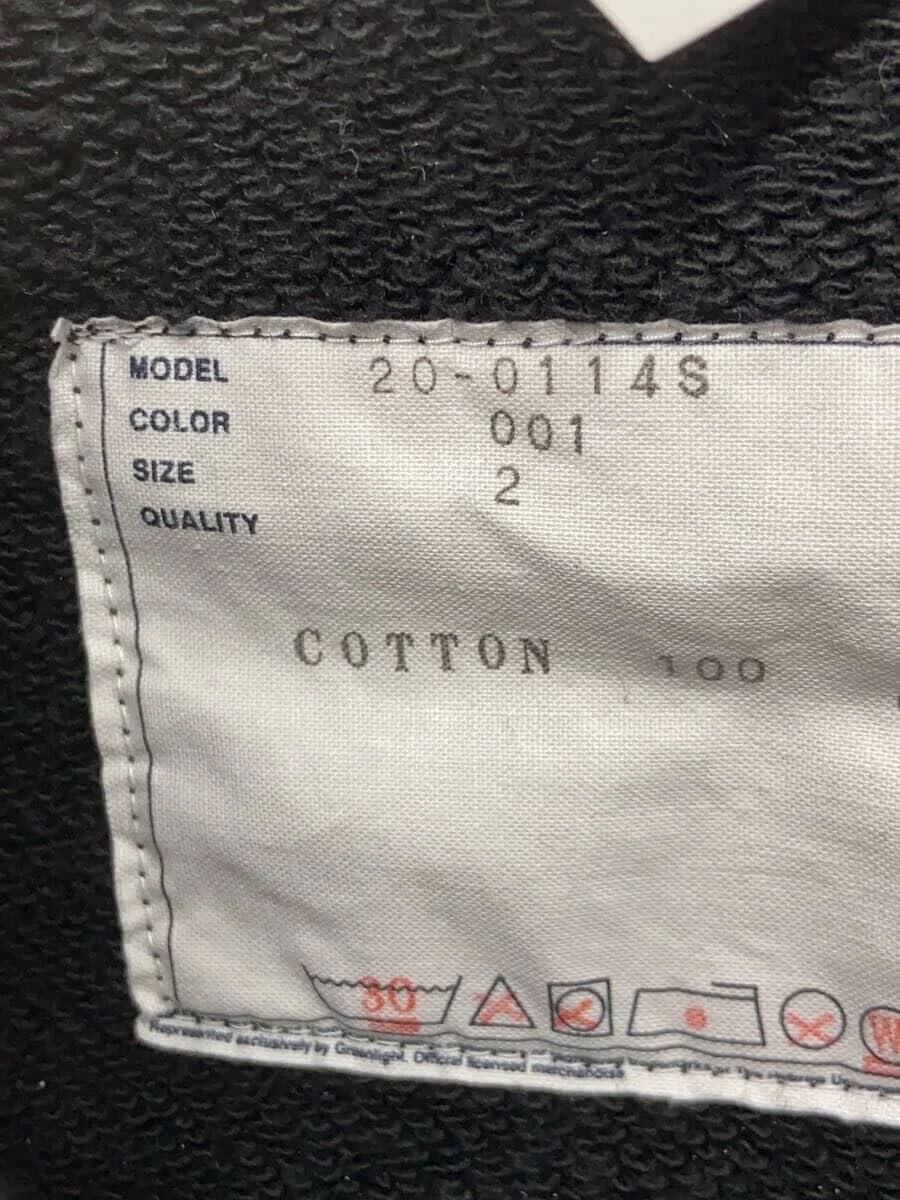 MODEL 20-0114S
COLOR 001
SIZE 2
QUALITY
COTTON 100
30
W
Represented exclusively by Greenlight. Official licensed merchandise